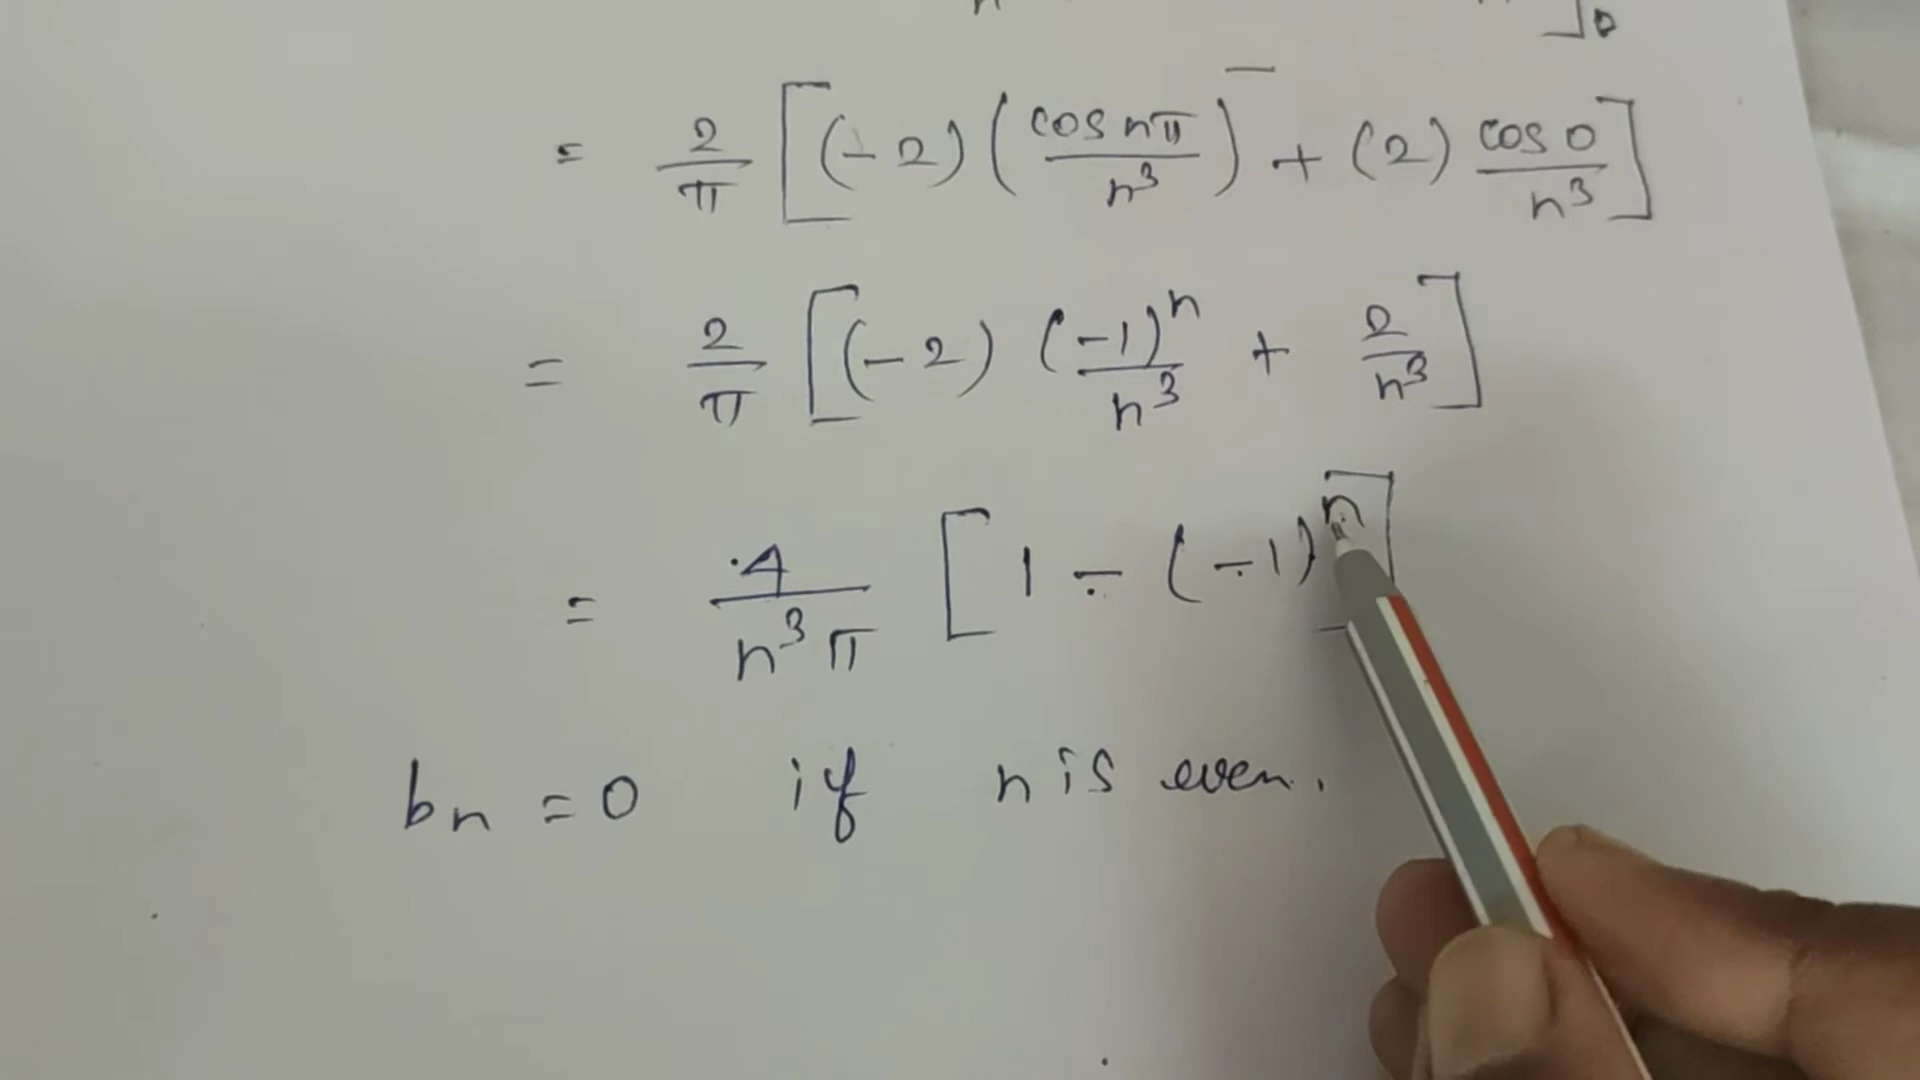 = 2/π [(-2) (cos nπ / n³) + (2) cos 0 / n³]
= 2/π [(-2) (-1)ⁿ / n³ + 2 / n³]
= 4 / n³π [1 - (-1)ⁿ]
bₙ = 0 if n is even.